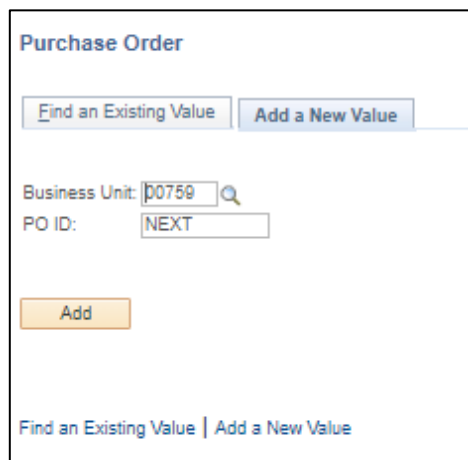 Purchase Order
Find an Existing Value Add a New Value
Business Unit: 00759
PO ID: NEXT
Add
Find an Existing Value | Add a New Value